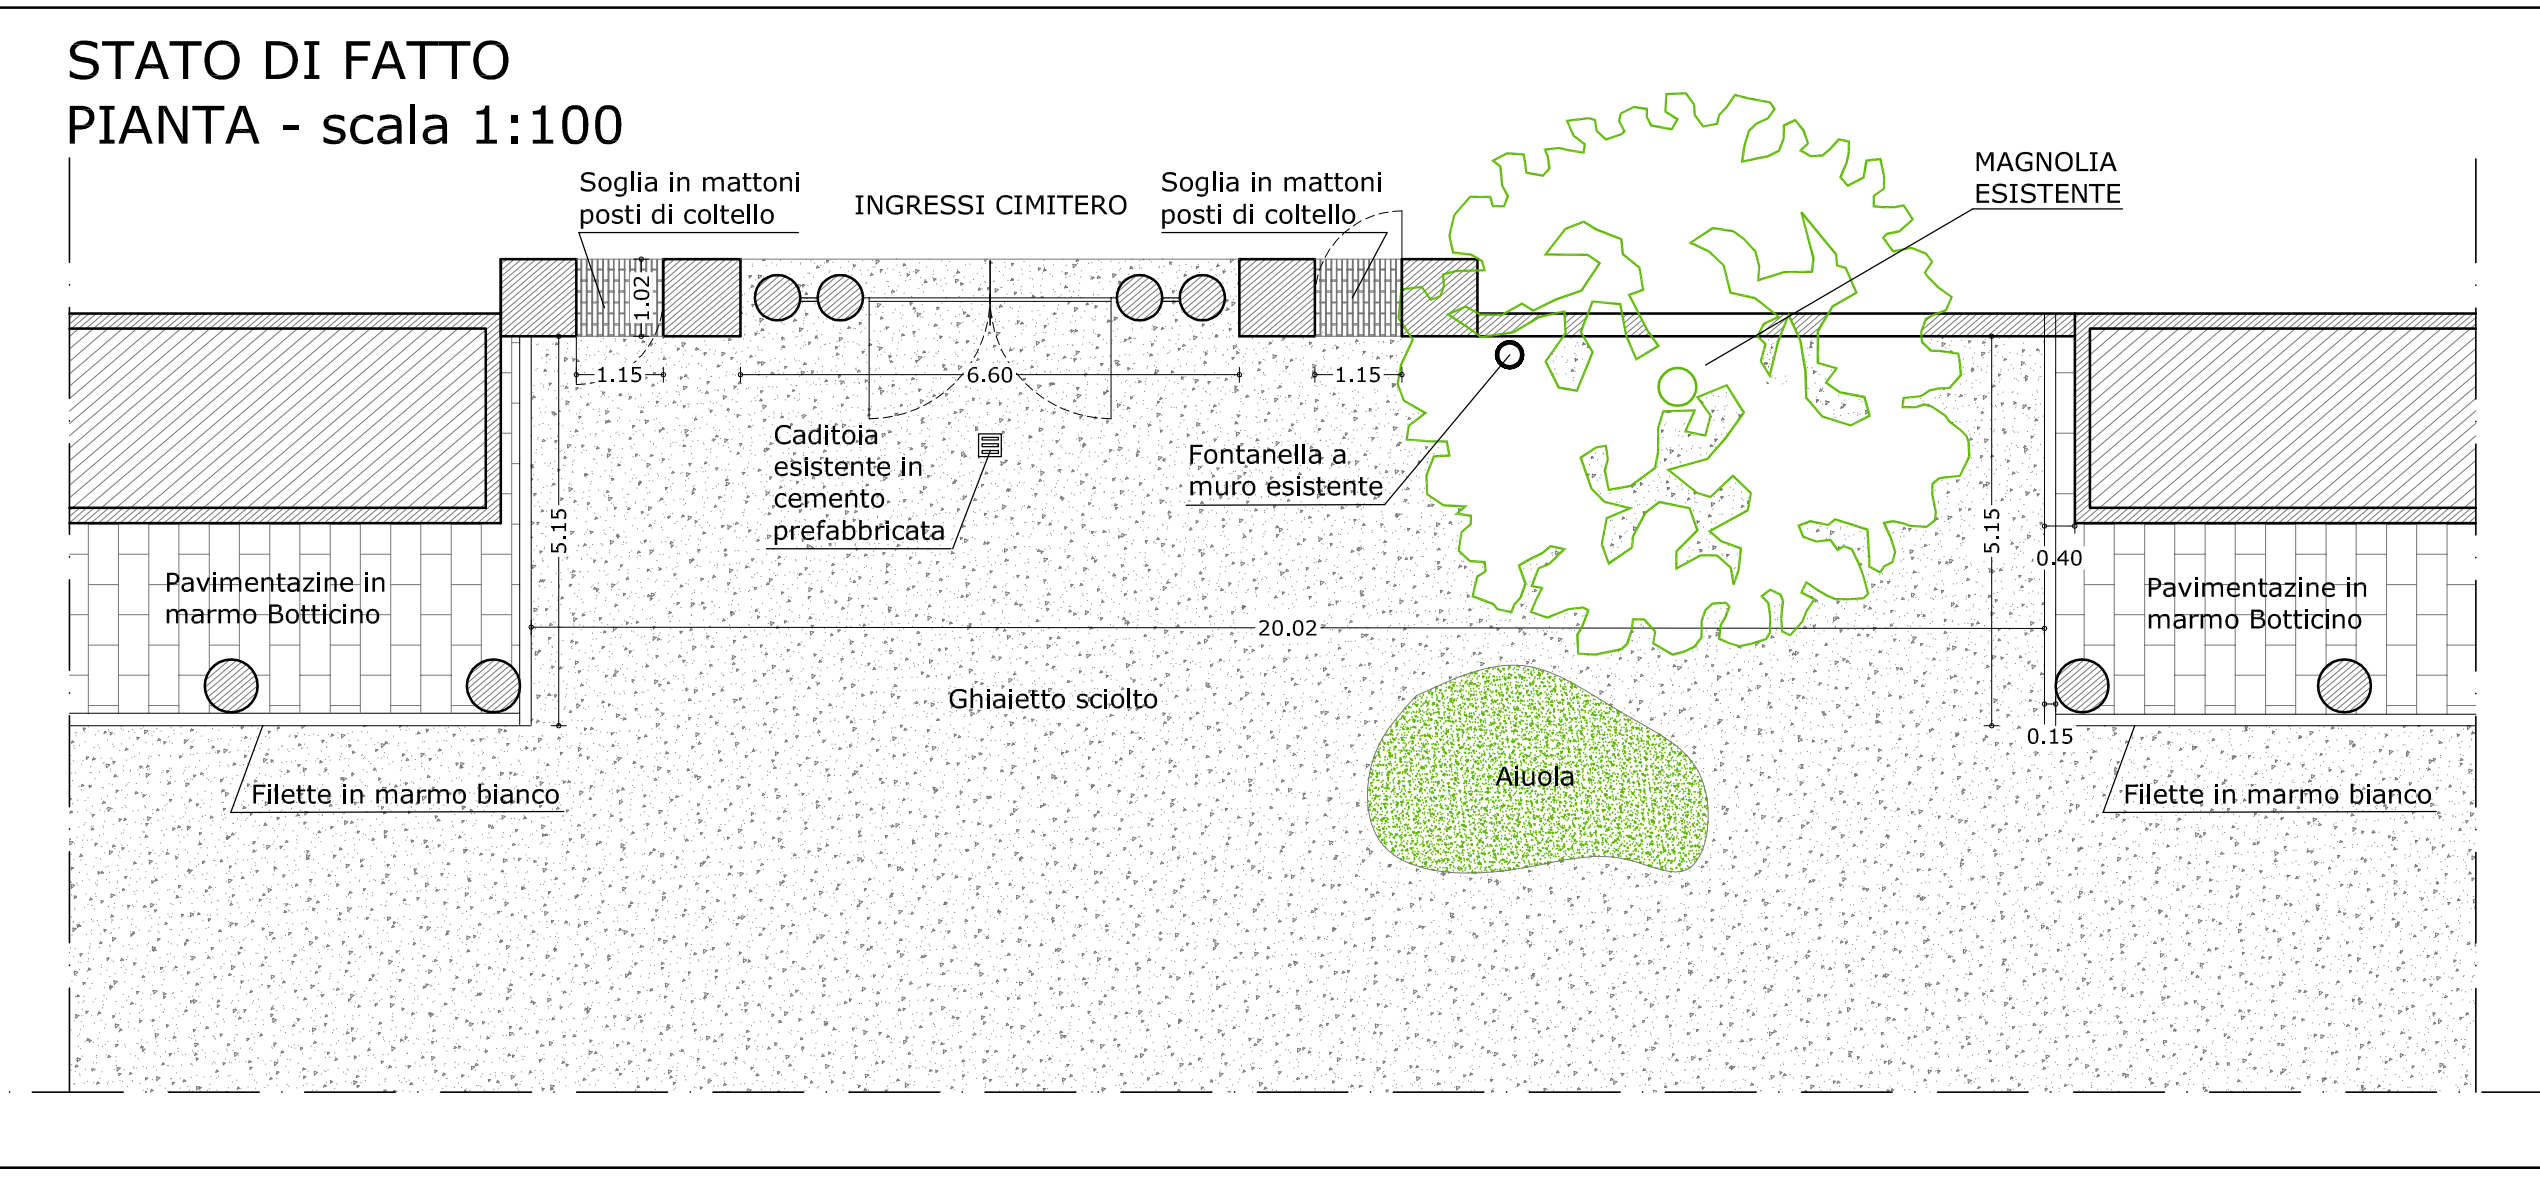 STATO DI FATTO
PIANTA - scala 1:100
Soglia in mattoni
posti di coltello
INGRESSI CIMITERO
Soglia in mattoni
posti di coltello
MAGNOLIA
ESISTENTE
1.02
1.15
6.60
1.15
Caditoia
esistente in
cemento
prefabbricata
Fontanella a
muro esistente
5.15
5.15
0.40
Pavimentazine in
marmo Botticino
Pavimentazine in
marmo Botticino
20.02
Ghiaietto sciolto
0.15
Aiuola
Filette in marmo bianco
Filette in marmo bianco